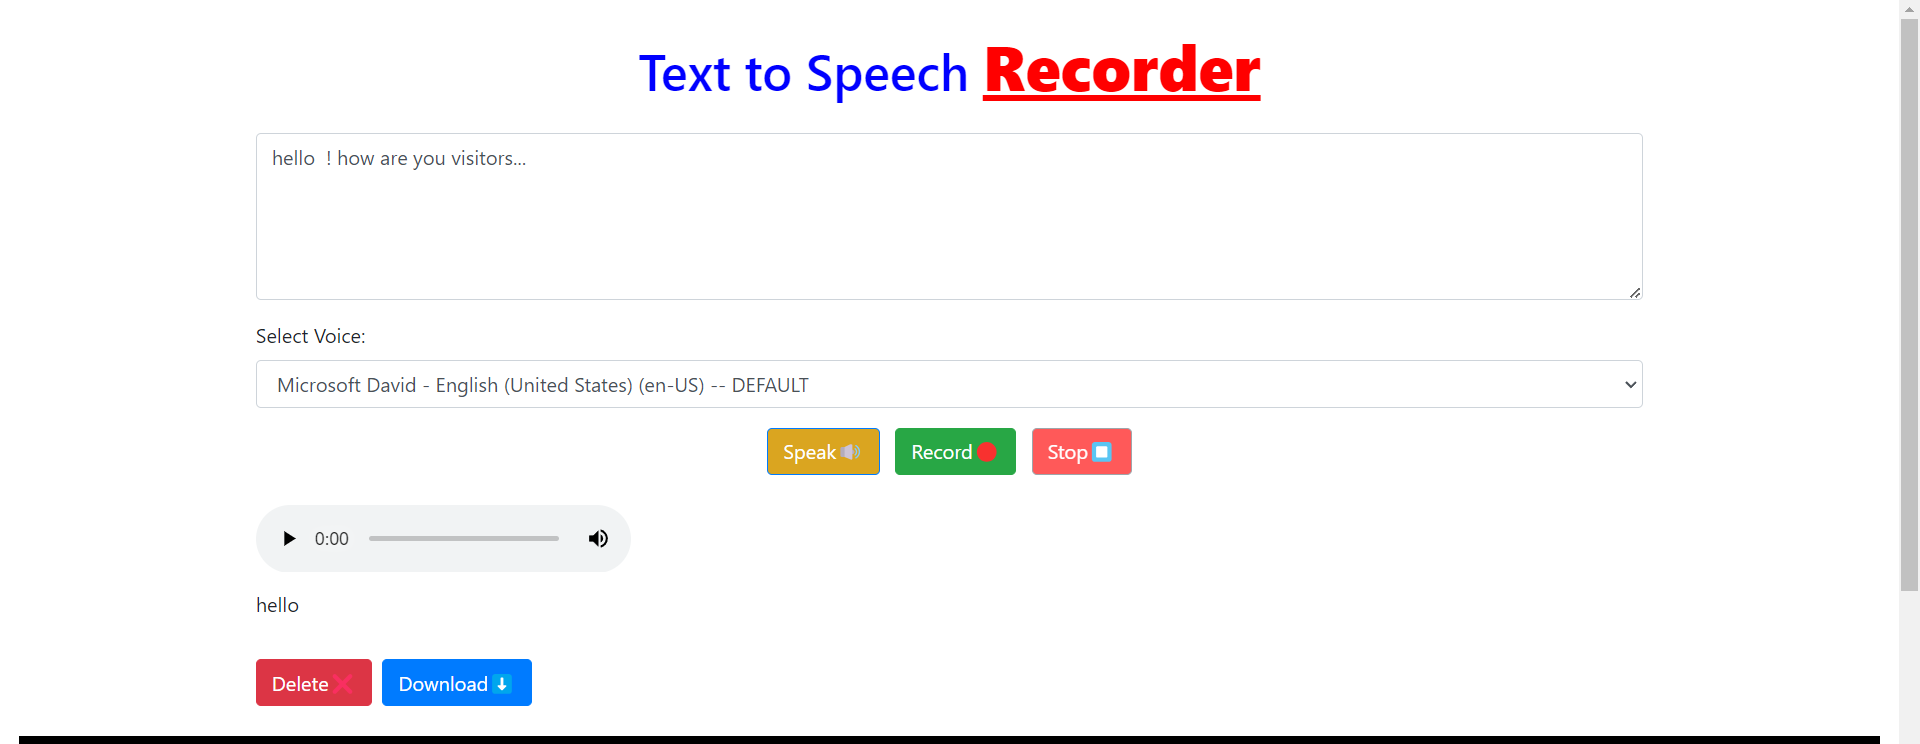 Text to Speech Recorder
hello  ! how are you visitors...
Select Voice:
Microsoft David - English (United States) (en-US) -- DEFAULT
Speak🔊 Record🔴 Stop⏹️
0:00
hello
Delete❌ Download⬇️